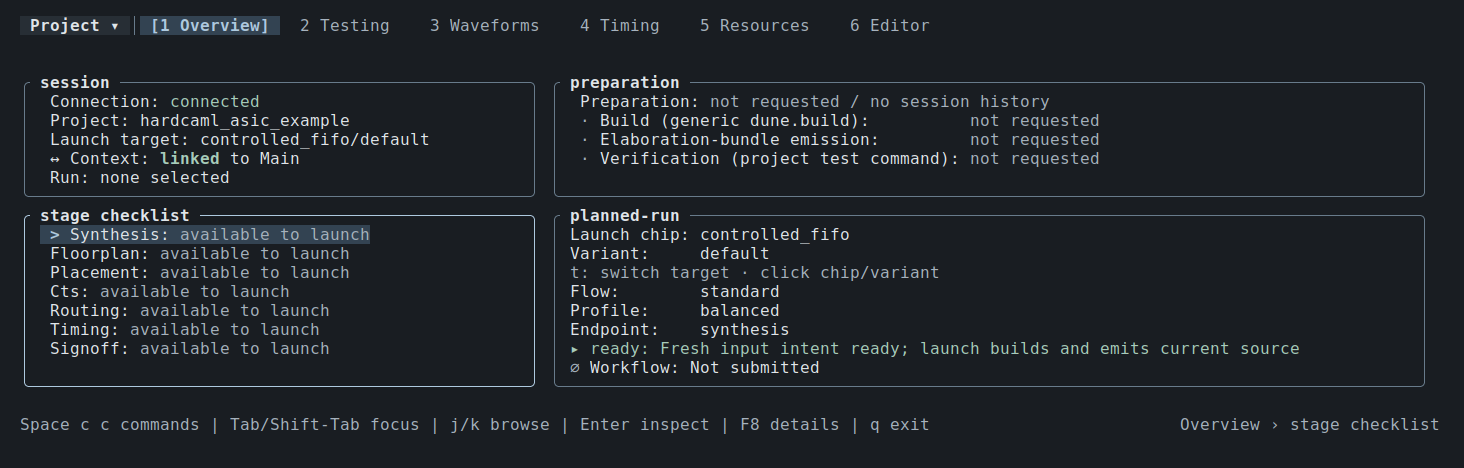 Project ▾ [1 Overview] 2 Testing 3 Waveforms 4 Timing 5 Resources 6 Editor
session
Connection: connected
Project: hardcaml_asic_example
Launch target: controlled_fifo/default
↔ Context: linked to Main
Run: none selected
preparation
Preparation: not requested / no session history
· Build (generic dune.build): not requested
· Elaboration-bundle emission: not requested
· Verification (project test command): not requested
stage checklist
> Synthesis: available to launch
Floorplan: available to launch
Placement: available to launch
Cts: available to launch
Routing: available to launch
Timing: available to launch
Signoff: available to launch
planned-run
Launch chip: controlled_fifo
Variant: default
t: switch target · click chip/variant
Flow: standard
Profile: balanced
Endpoint: synthesis
▸ ready: Fresh input intent ready; launch builds and emits current source
∅ Workflow: Not submitted
Space c c commands | Tab/Shift-Tab focus | j/k browse | Enter inspect | F8 details | q exit Overview › stage checklist